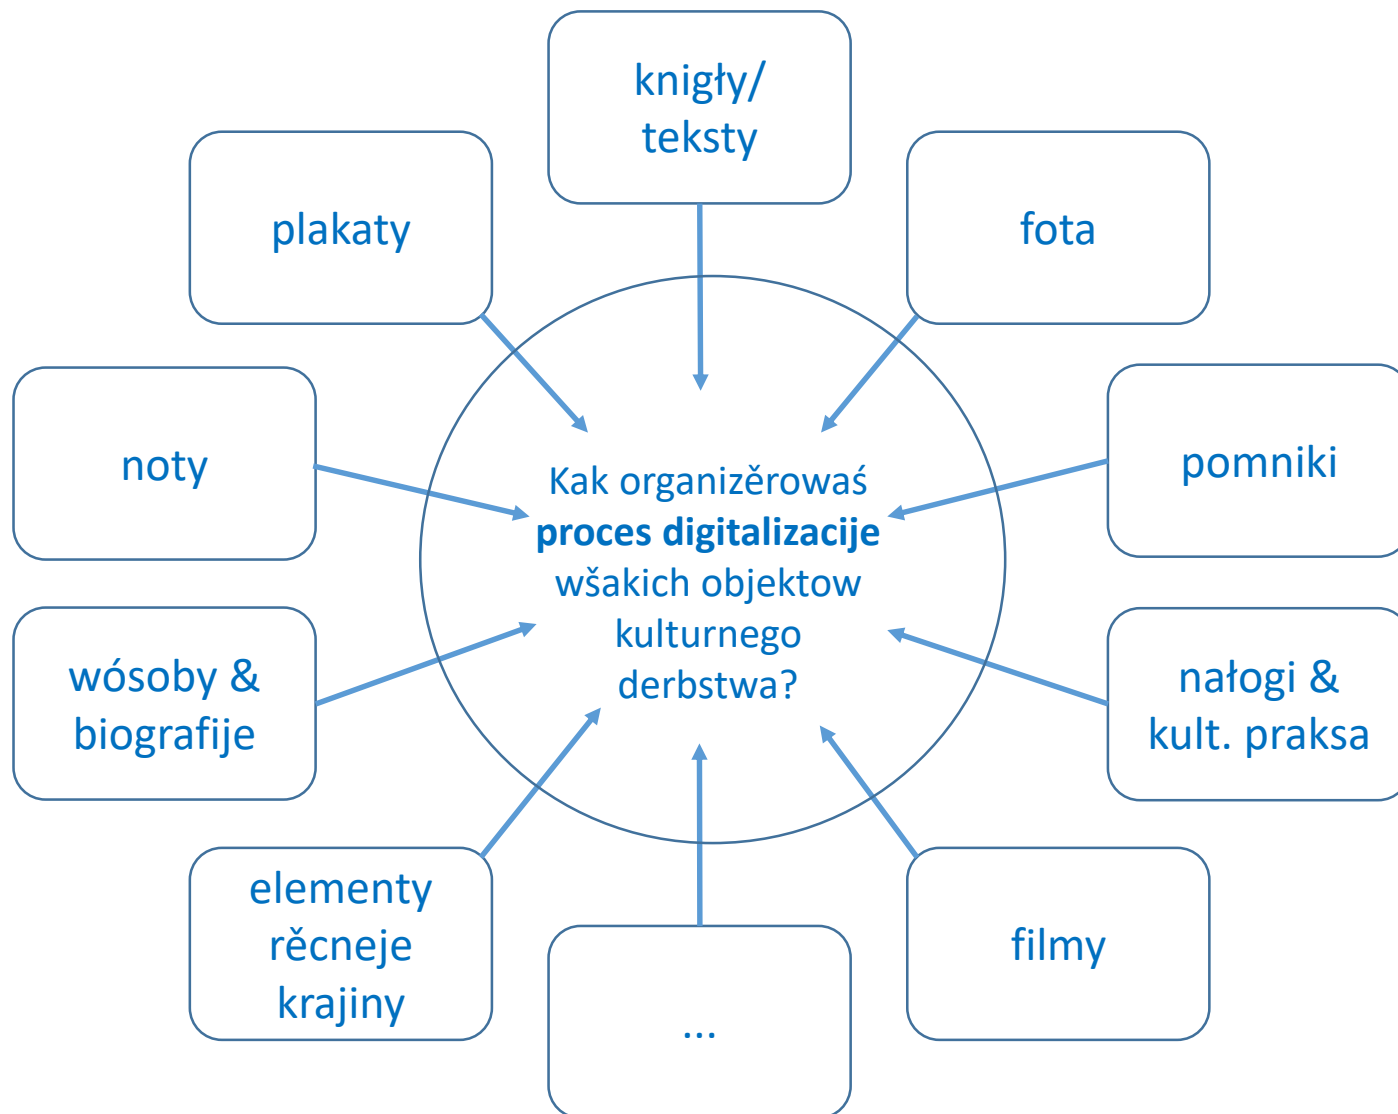 knigły/
teksty
plakaty
fota
noty
pomniki
Kak organizěrowaś
proces digitalizacije
wšakich objektow
kulturnego
derbstwa?
wósoby &
biografije
nałogi &
kult. praksa
elementy
rěcneje
krajiny
filmy
...